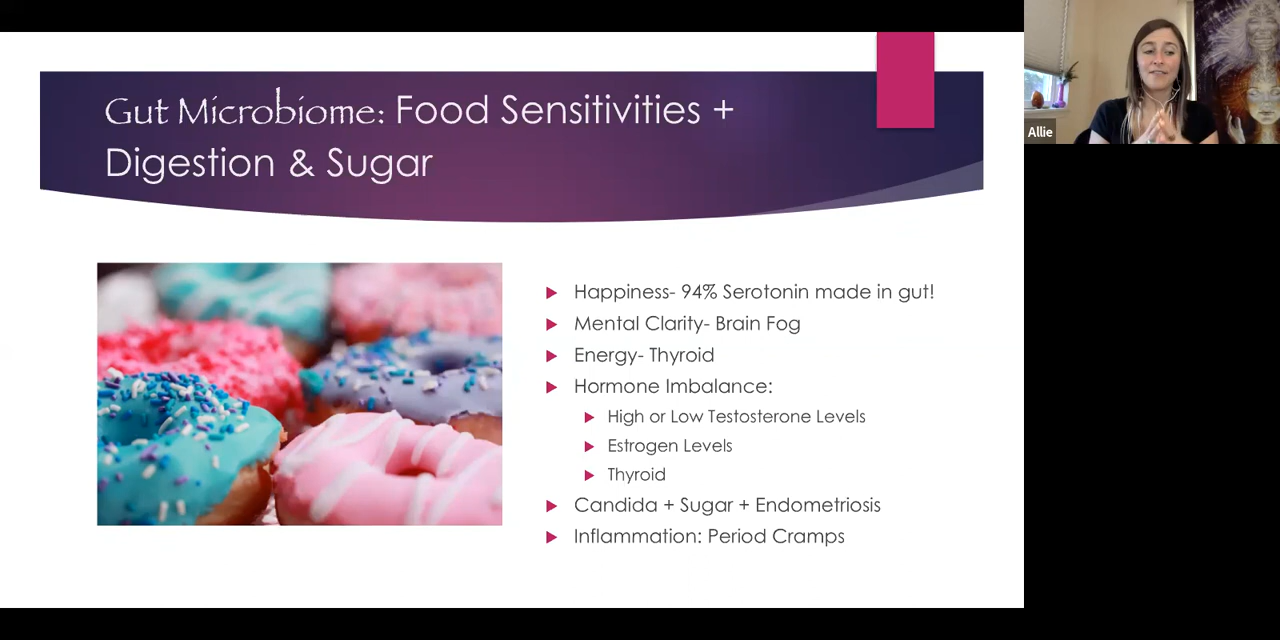 Gut Microbiome: Food Sensitivities +
Digestion & Sugar
Happiness- 94% Serotonin made in gut!
Mental Clarity- Brain Fog
Energy- Thyroid
Hormone Imbalance:
High or Low Testosterone Levels
Estrogen Levels
Thyroid
Candida + Sugar + Endometriosis
Inflammation: Period Cramps
Allie